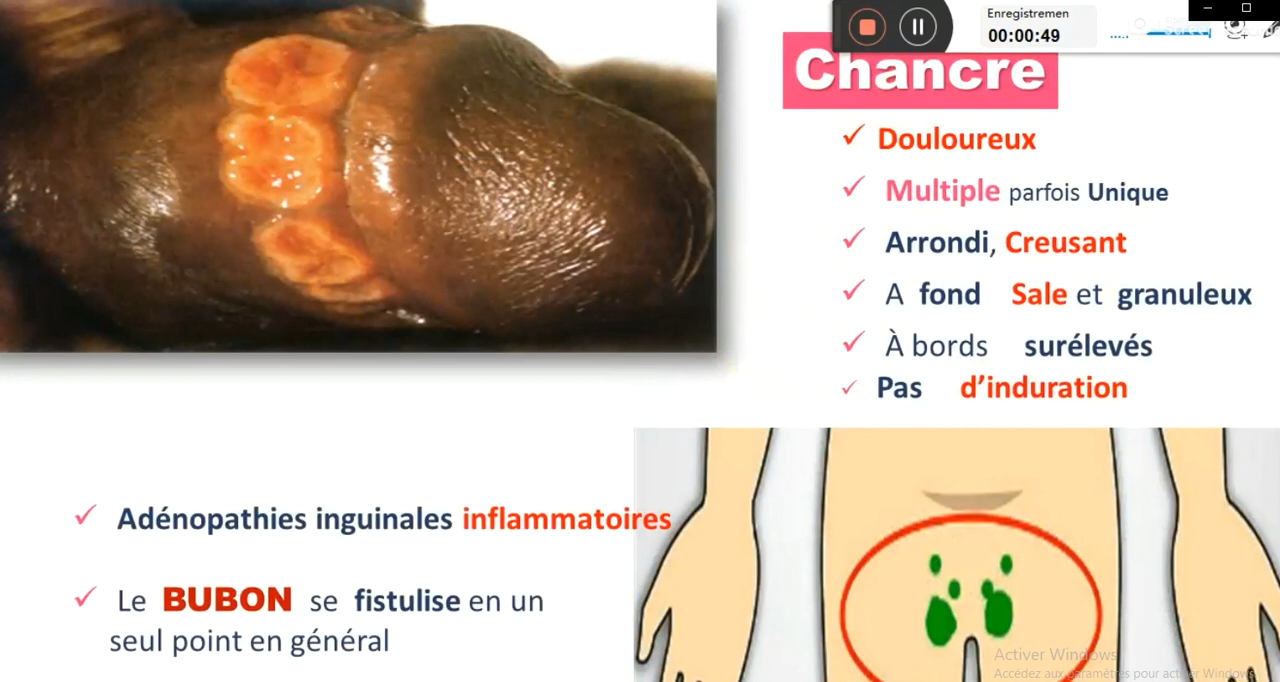 Enregistremen
00:00:49
Chancre
✓ Douloureux
✓ Multiple parfois Unique
✓ Arrondi, Creusant
✓ A fond Sale et granuleux
✓ À bords surélevés
✓ Pas d’induration
✓ Adénopathies inguinales inflammatoires
✓ Le BUBON se fistulise en un
seul point en général
Activer Windows
Accédez aux paramètres pour activer Windows.